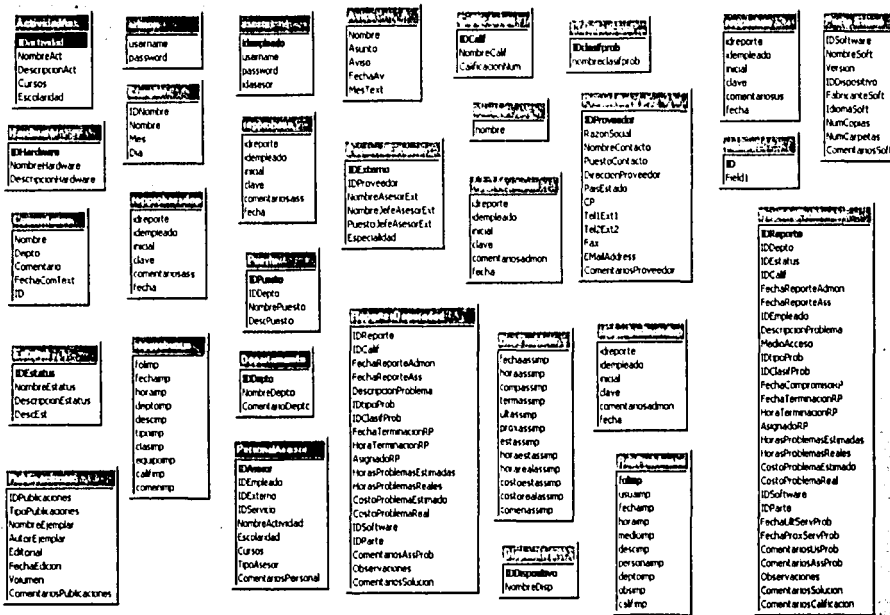 IDActividad
NombreAct
DescripcionAct
Cursos
Escolaridad
username
password
idempleado
username
password
idasesor
Nombre
Asunto
Aviso
FechaAv
MesText
IDCalif
NombreCalif
CalificacionNum
IDclasifprob
nombreclasifprob
idreporte
idempleado
inicial
clave
comentariosus
fecha
IDSoftware
NombreSoft
Version
IDDispositivo
FabricanteSoft
IdiomaSoft
NumCopias
NumCarpetas
ComentariosSoft
IDHardware
NombreHardware
DescripcionHardware
IDNombre
Nombre
Mes
Dia
idreporte
idempleado
inicial
clave
comentariosass
fecha
IDExterno
IDProveedor
NombreAsesorExt
NombreJefeAsesorExt
PuestoJefeAsesorExt
Especialidad
nombre
IDProveedor
RazonSocial
NombreContacto
PuestoContacto
DireccionProveedor
PaisEstado
CP
Tel1Ext1
Tel2Ext2
Fax
EMailAddress
ComentariosProveedor
ID
Field1
Nombre
Depto
Comentario
FechaComText
ID
idreporte
idempleado
inicial
clave
comentariosass
fecha
IDPuesto
IDDepto
NombrePuesto
DescPuesto
idreporte
idempleado
inicial
clave
comentariosadmon
fecha
IDReporte
IDDepto
IDEstatus
IDCalif
FechaReporteAdmon
FechaReporteAss
IDEmpleado
DescripcionProblema
MedioAcceso
IDtipoProb
IDClasifProb
FechaCompromisoRP
FechaTerminacionRP
HoraTerminacionRP
AsignadoRP
HorasProblemasEstimadas
HorasProblemasReales
CostoProblemaEstimado
CostoProblemaReal
IDSoftware
IDParte
FechaUltServProb
FechaProxServProb
ComentariosUsProb
ComentariosAssProb
Observaciones
ComentariosSolucion
ComentariosCalificacion
IDEstatus
NombreEstatus
DescripcionEstatus
DescEst
folimp
fechamp
horamp
deptomp
descimp
tipoimp
clasimp
equipoimp
califimp
comenimp
IDDepto
NombreDepto
ComentarioDepto
IDReporte
IDCalif
FechaReporteAdmon
FechaReporteAss
DescripcionProblema
IDtipoProb
IDClasifProb
FechaTerminacionRP
HoraTerminacionRP
AsignadoRP
HorasProblemasEstimadas
HorasProblemasReales
CostoProblemaEstimado
CostoProblemaReal
IDSoftware
IDParte
ComentariosAssProb
Observaciones
ComentariosSolucion
fechaassimp
horaassimp
compassimp
termassimp
ultassimp
proxassimp
estassimp
horaestassimp
horarealassimp
costoestassimp
costorealassimp
comenassimp
idreporte
idempleado
inicial
clave
comentariosadmon
fecha
IDPublicaciones
TipoPublicaciones
NombreEjemplar
AutorEjemplar
Editorial
FechaEdicion
Volumen
ComentariosPublicaciones
IDAsesor
IDEmpleado
IDExterno
IDServicio
NombreActividad
Escolaridad
Cursos
TipoAsesor
ComentariosPersonal
IDDispositivo
NombreDisp
folimp
usuaimp
fechamp
horaimp
medioimp
descimp
personaimp
deptomp
obsimp
califimp